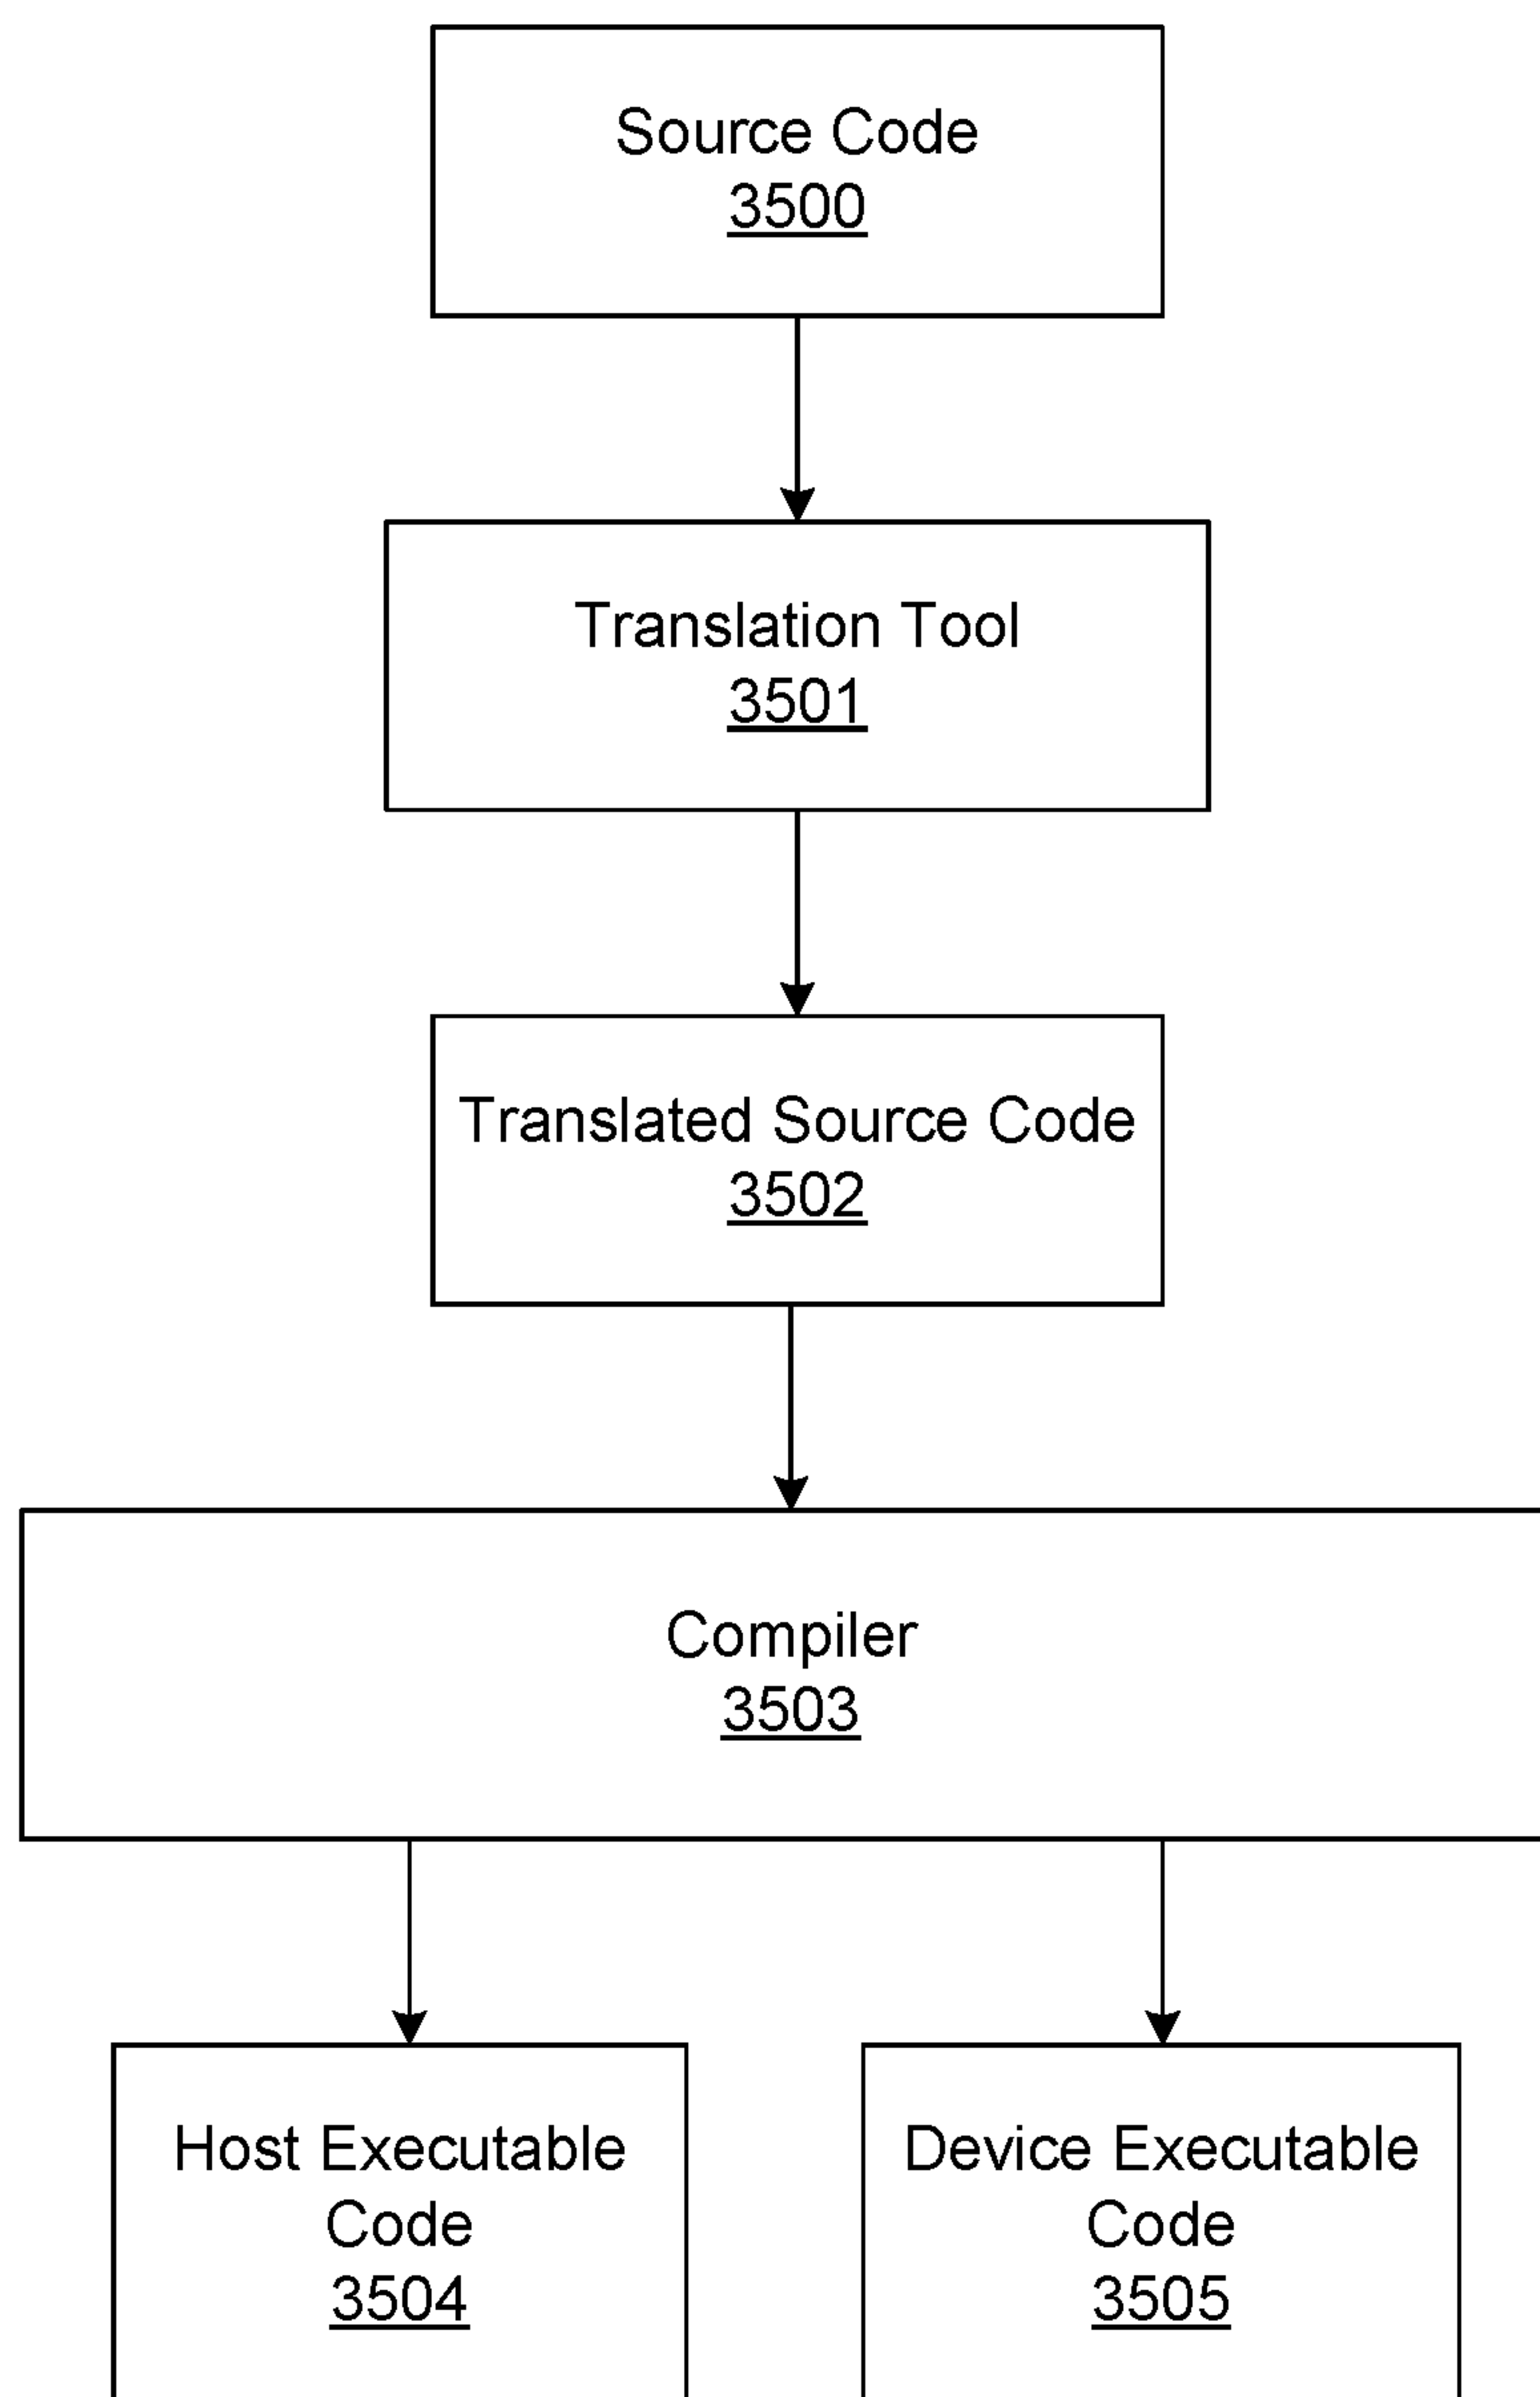 Source Code
3500
Translation Tool
3501
Translated Source Code
3502
Compiler
3503
Host Executable
Code
3504
Device Executable
Code
3505